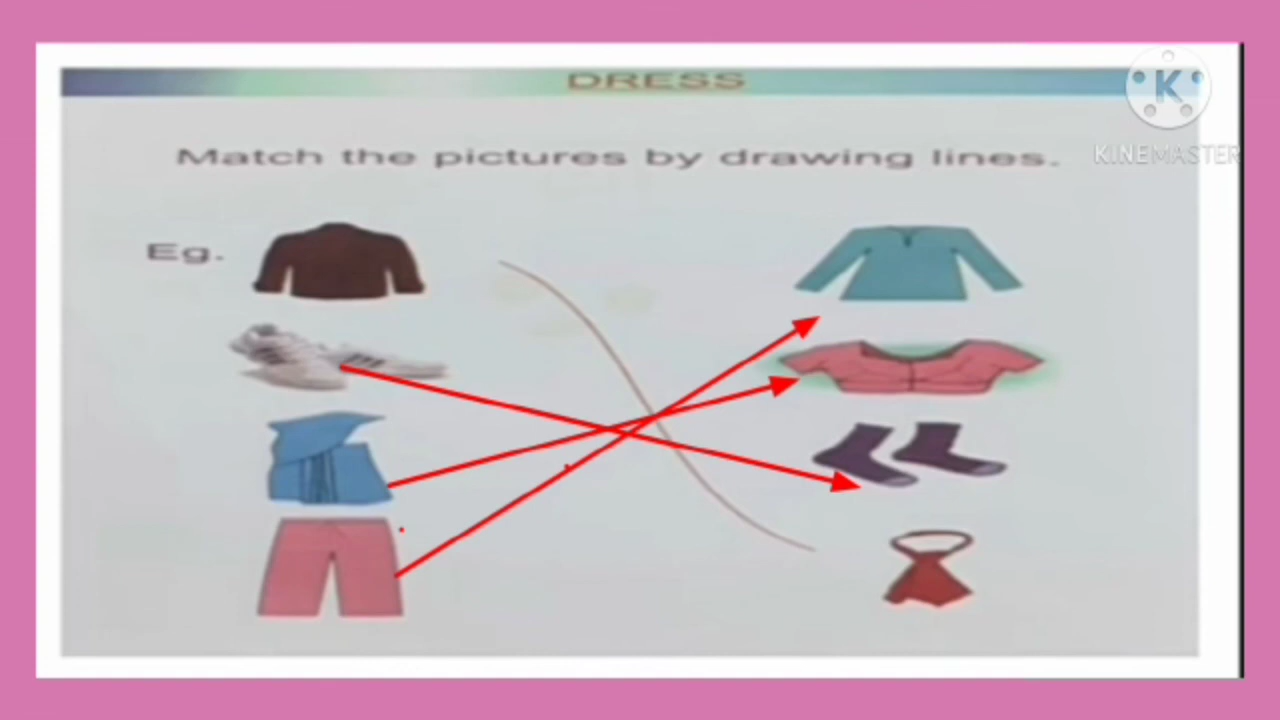 DRESS
K
KINEMASTER
Match the pictures by drawing lines.
Eg.